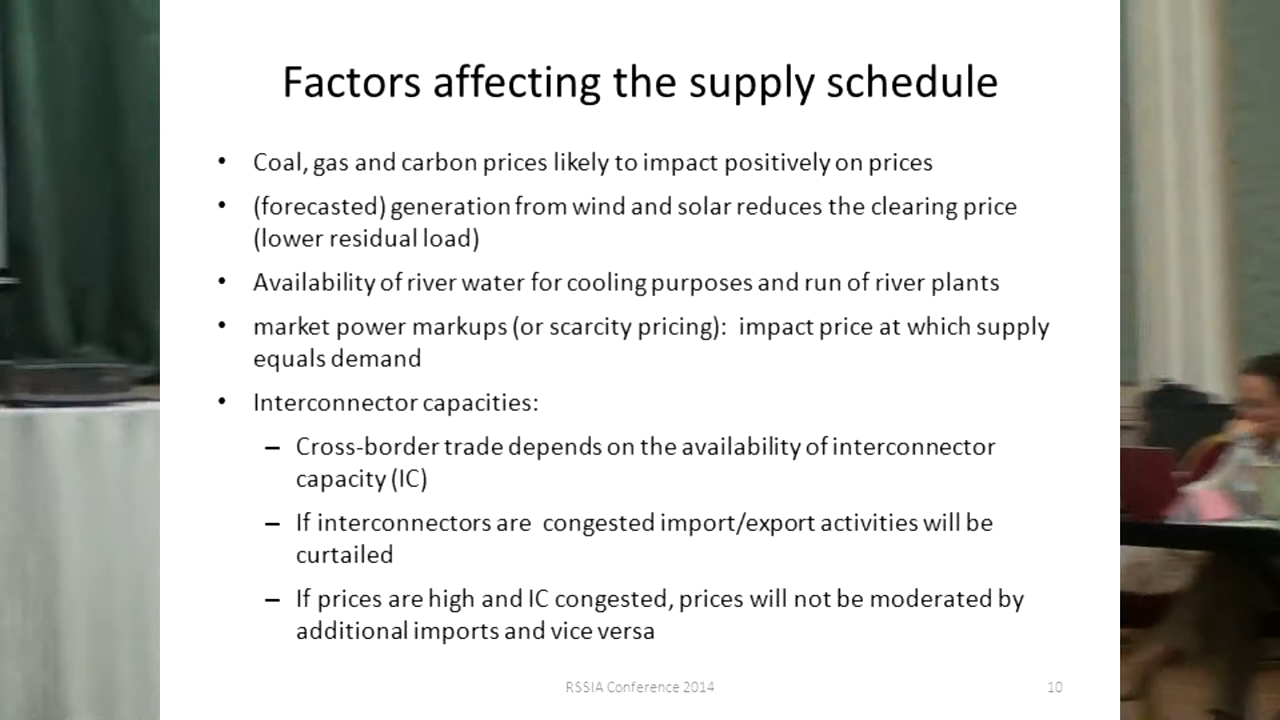 Factors affecting the supply schedule
• Coal, gas and carbon prices likely to impact positively on prices
• (forecasted) generation from wind and solar reduces the clearing price
(lower residual load)
• Availability of river water for cooling purposes and run of river plants
• market power markups (or scarcity pricing): impact price at which supply
equals demand
• Interconnector capacities:
– Cross-border trade depends on the availability of interconnector
capacity (IC)
– If interconnectors are congested import/export activities will be
curtailed
– If prices are high and IC congested, prices will not be moderated by
additional imports and vice versa
RSSIA Conference 2014
10